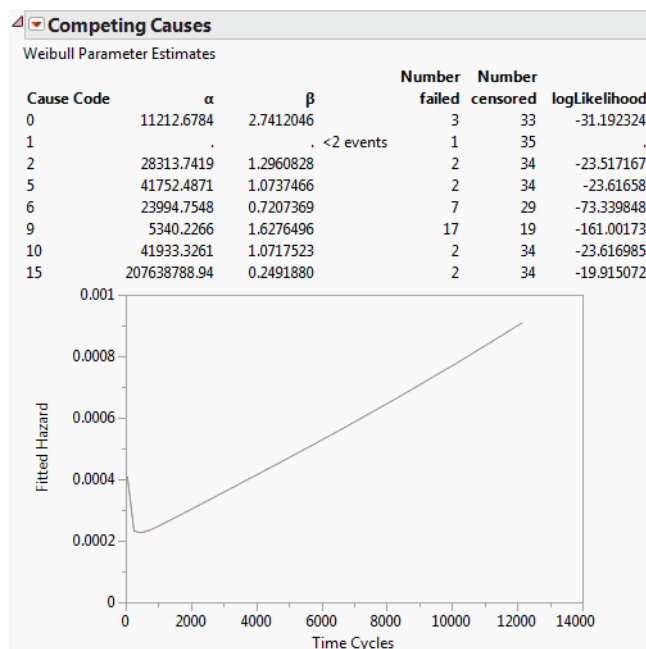 Competing Causes
Weibull Parameter Estimates
Number Number
Cause Code α β failed censored logLikelihood
0 11212.6784 2.7412046 3 33 -31.192324
1 . . <2 events 1 35 .
2 28313.7419 1.2960828 2 34 -23.517167
5 41752.4871 1.0737466 2 34 -23.61658
6 23994.7548 0.7207369 7 29 -73.339848
9 5340.2266 1.6276496 17 19 -161.00173
10 41933.3261 1.0717523 2 34 -23.616985
15 207638788.94 0.2491880 2 34 -19.915072
0.001
0.0008
0.0006
0.0004
0.0002
0
Fitted Hazard
0 2000 4000 6000 8000 10000 12000 14000
Time Cycles